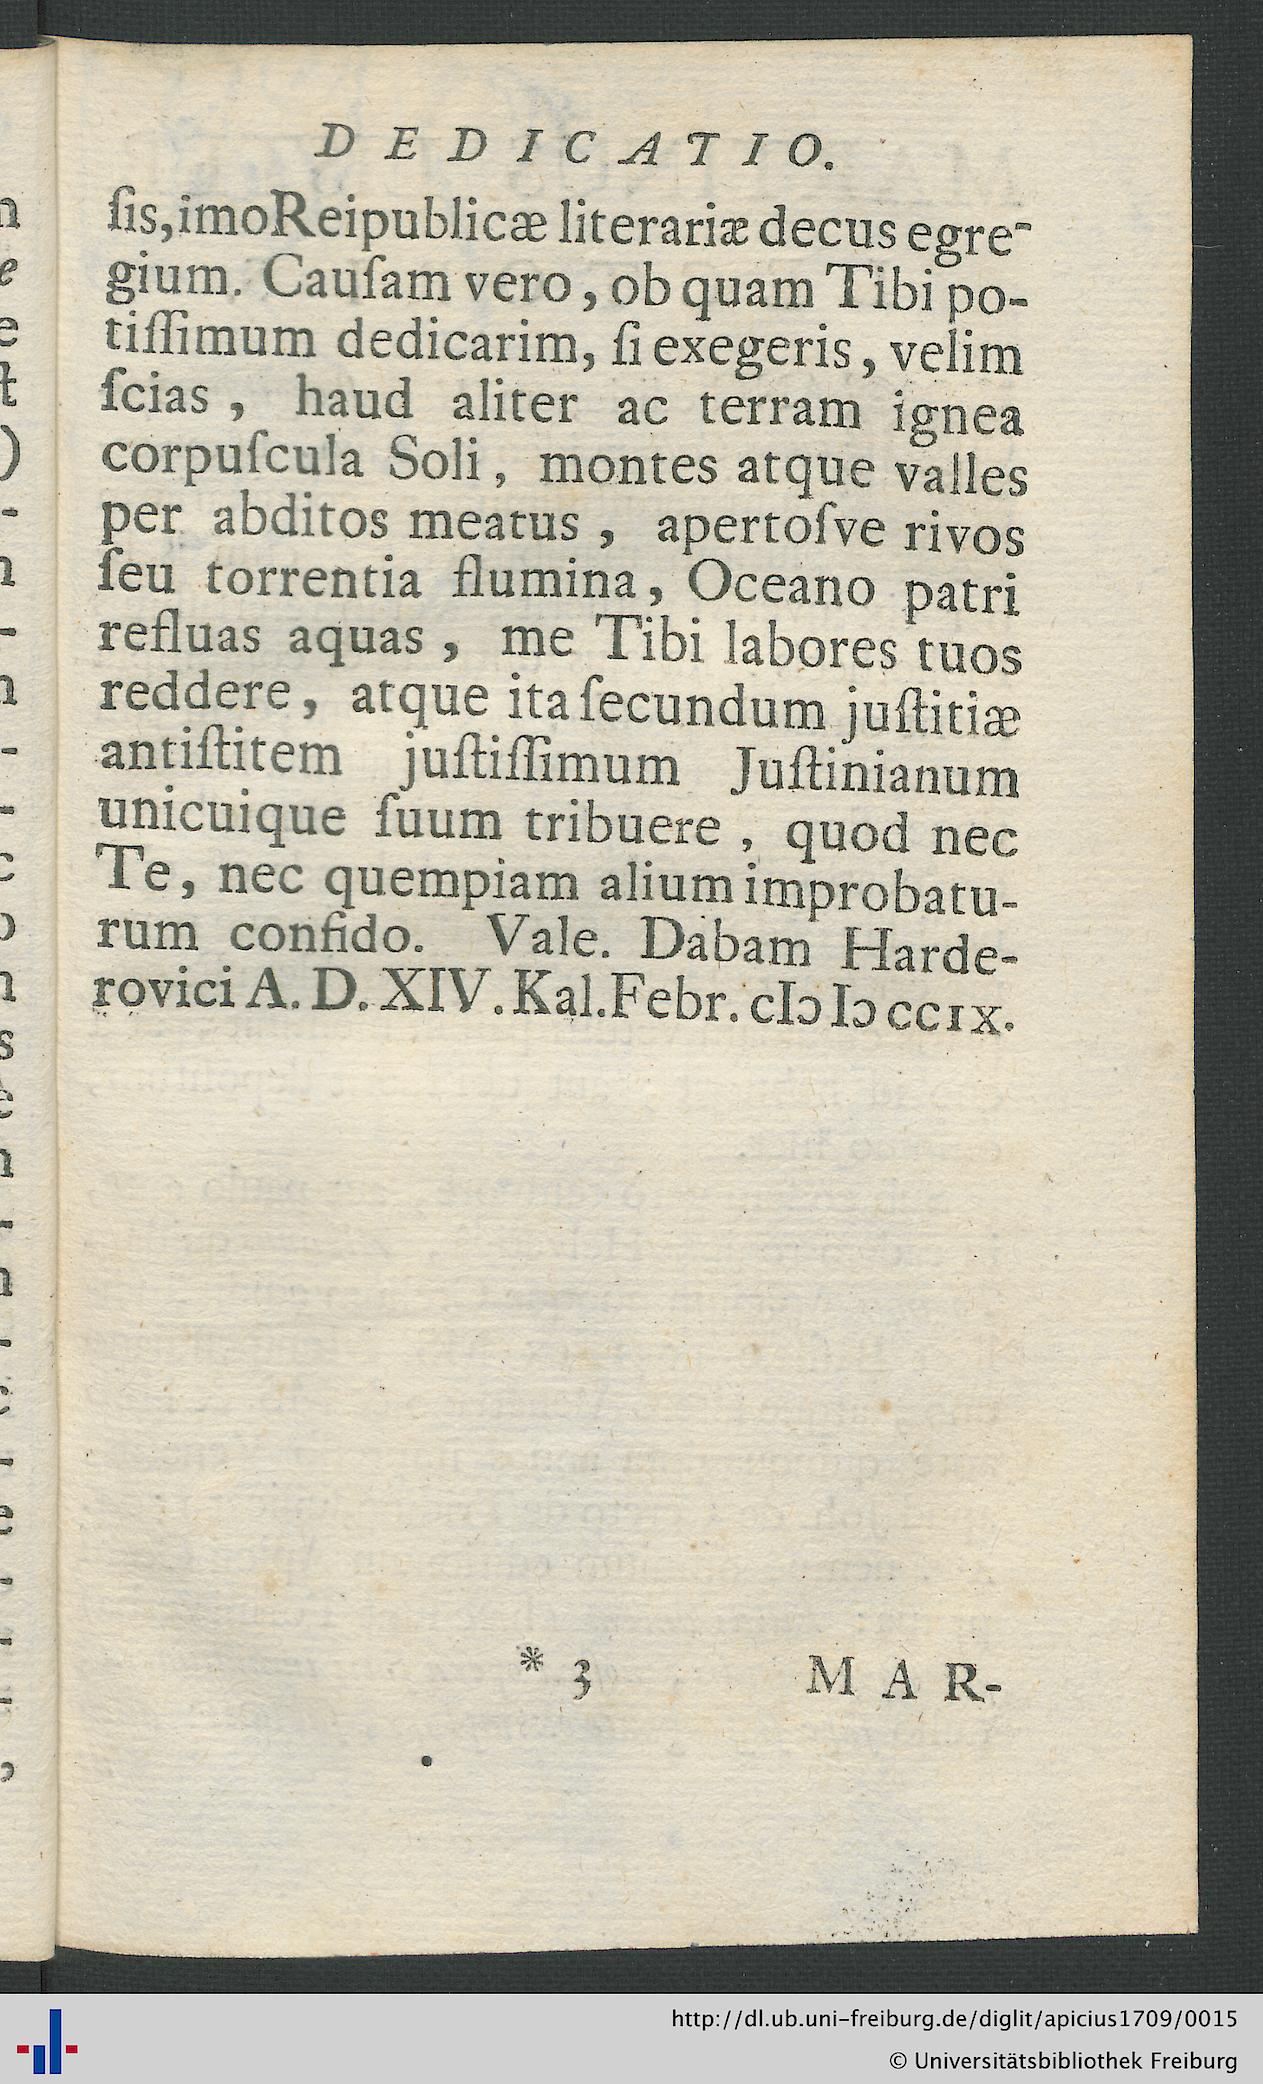 DEDICATIO.
ſis, imo Reipublicæ literariæ decus egre-
gium. Cauſam vero, ob quam Tibi po-
tiſſimum dedicarim, ſi exegeris, velim
ſcias, haud aliter ac terram ignea
corpuſcula Soli, montes atque valles
per abditos meatus, apertoſve rivos
ſeu torrentia flumina, Oceano patri
refluas aquas, me Tibi labores tuos
reddere, atque ita ſecundum juſtitiæ
antiſtitem juſtiſſimum Juſtinianum
unicuique ſuum tribuere, quod nec
Te, nec quempiam alium improbatu-
rum confido. Vale. Dabam Harde-
rovici A. D. XIV. Kal. Febr. cIɔ Iɔ ccIx.
* 3 MAR-
http://dl.ub.uni-freiburg.de/diglit/apicius1709/0015
© Universitätsbibliothek Freiburg